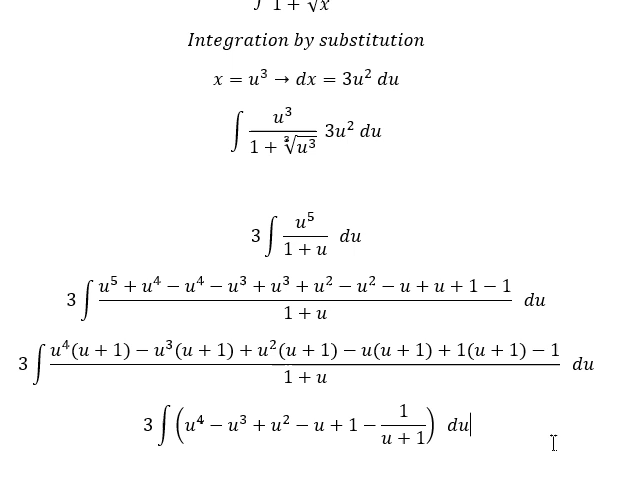 ∫ 1 + √x
Integration by substitution
x = u³ → dx = 3u² du
∫ u³ / (1 + ∛u³) 3u² du
3 ∫ u⁵ / (1 + u) du
3 ∫ (u⁵ + u⁴ − u⁴ − u³ + u³ + u² − u² − u + u + 1 − 1) / (1 + u) du
3 ∫ (u⁴(u + 1) − u³(u + 1) + u²(u + 1) − u(u + 1) + 1(u + 1) − 1) / (1 + u) du
3 ∫ (u⁴ − u³ + u² − u + 1 − 1 / (u + 1)) du